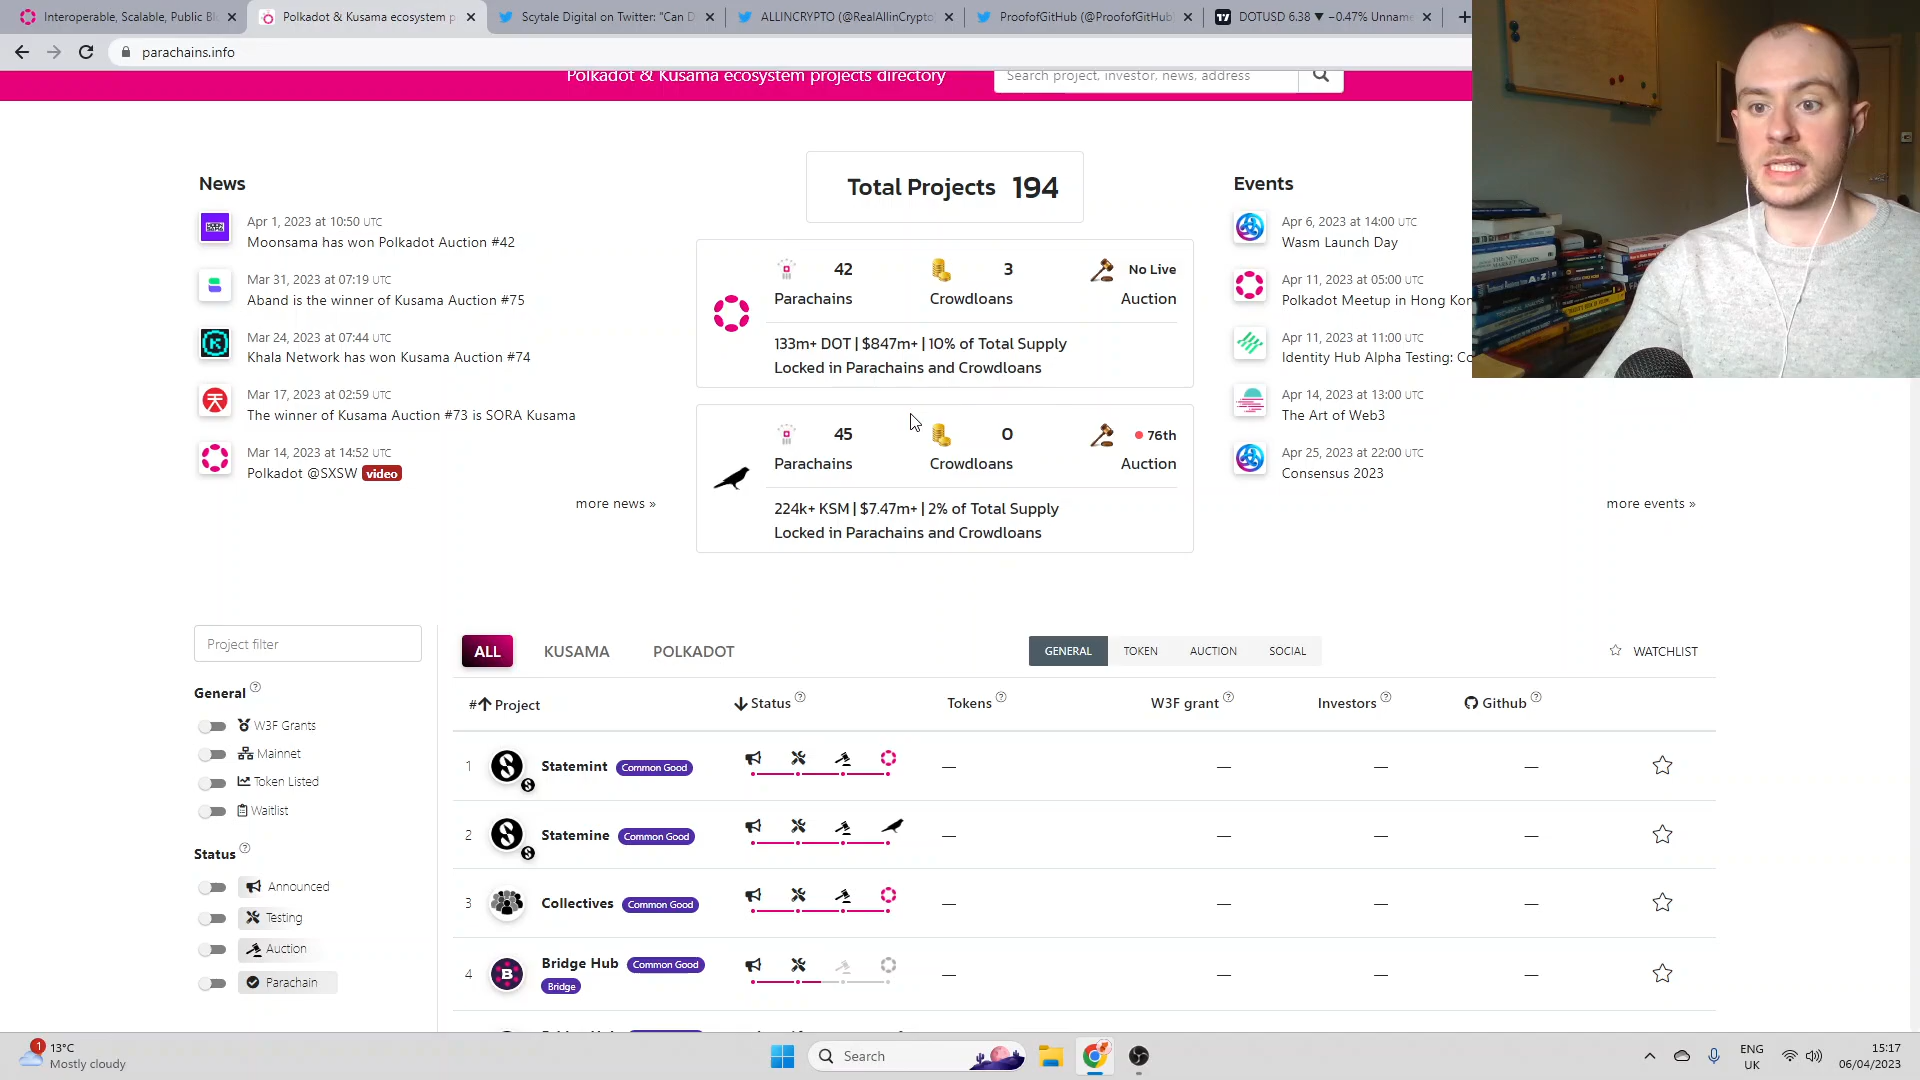 Interoperable, Scalable, Public Bl
Polkadot & Kusama ecosystem p
Scytale Digital on Twitter: "Can D
ALLINCRYPTO (@RealAllinCrypto
ProofofGitHub (@ProofofGitHub
DOTUSD 6.38 ▼ −0.47% Unname
parachains.info
Polkadot & Kusama ecosystem projects directory
Search project, investor, news, address
News
Apr 1, 2023 at 10:50 UTC
Moonsama has won Polkadot Auction #42
Mar 31, 2023 at 07:19 UTC
Aband is the winner of Kusama Auction #75
Mar 24, 2023 at 07:44 UTC
Khala Network has won Kusama Auction #74
Mar 17, 2023 at 02:59 UTC
The winner of Kusama Auction #73 is SORA Kusama
Mar 14, 2023 at 14:52 UTC
Polkadot @SXSW video
more news »
Total Projects 194
42 Parachains
3 Crowdloans
No Live Auction
133m+ DOT | $847m+ | 10% of Total Supply
Locked in Parachains and Crowdloans
45 Parachains
0 Crowdloans
76th Auction
224k+ KSM | $7.47m+ | 2% of Total Supply
Locked in Parachains and Crowdloans
Events
Apr 6, 2023 at 14:00 UTC
Wasm Launch Day
Apr 11, 2023 at 05:00 UTC
Polkadot Meetup in Hong Kon
Apr 11, 2023 at 11:00 UTC
Identity Hub Alpha Testing: Co
Apr 14, 2023 at 13:00 UTC
The Art of Web3
Apr 25, 2023 at 22:00 UTC
Consensus 2023
more events »
Project filter
General
W3F Grants
Mainnet
Token Listed
Waitlist
Status
Announced
Testing
Auction
Parachain
ALL KUSAMA POLKADOT
GENERAL TOKEN AUCTION SOCIAL
WATCHLIST
# Project Status Tokens W3F grant Investors Github
1 Statemint Common Good — — — —
2 Statemine Common Good — — — —
3 Collectives Common Good — — — —
4 Bridge Hub Common Good — — — —
Bridge
1 13°C
Mostly cloudy
Search
ENG
UK
15:17
06/04/2023